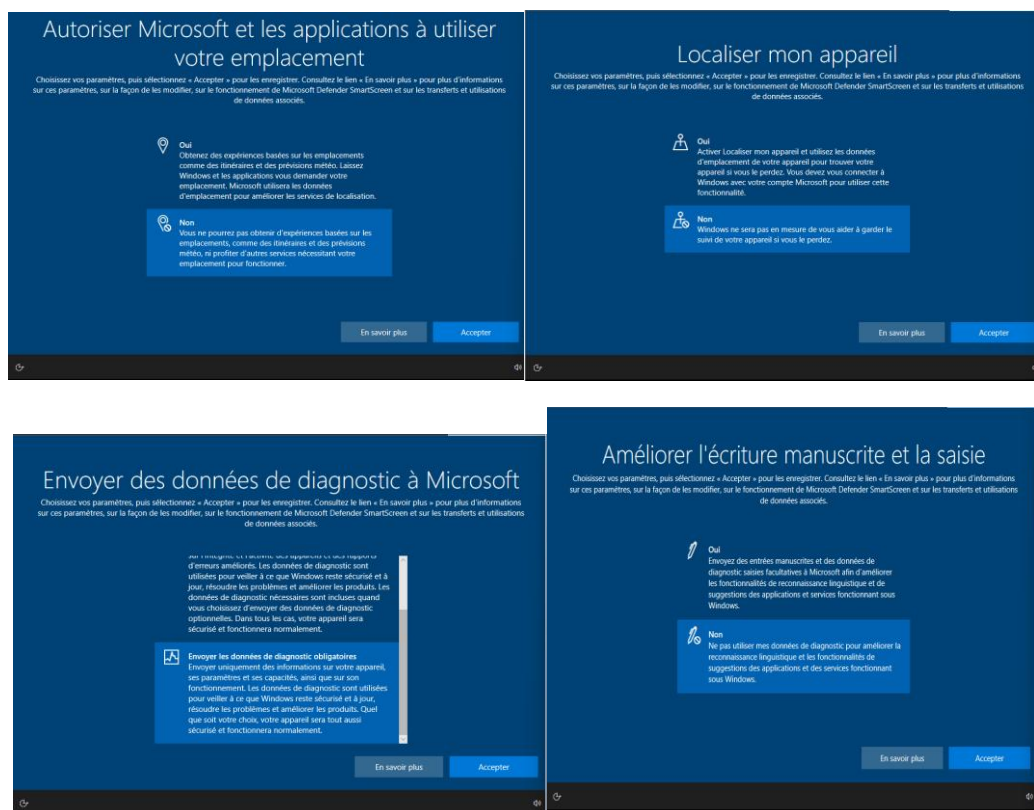 Autoriser Microsoft et les applications à utiliser
votre emplacement
Choisissez vos paramètres, puis sélectionnez « Accepter » pour les enregistrer. Consultez le lien « En savoir plus » pour plus d'informations
sur ces paramètres, sur la façon de les modifier, sur le fonctionnement de Microsoft Defender SmartScreen et sur les transferts et utilisations
de données associés.
Oui
Obtenez des expériences basées sur les emplacements
comme des itinéraires et des prévisions météo. Laissez
Windows et les applications vous demander votre
emplacement. Microsoft utilisera les données
d'emplacement pour améliorer les services de localisation.
Non
Vous ne pourrez pas obtenir d'expériences basées sur les
emplacements, comme des itinéraires et des prévisions
météo, ni profiter d'autres services nécessitant votre
emplacement pour fonctionner.
En savoir plus
Accepter
Localiser mon appareil
Choisissez vos paramètres, puis sélectionnez « Accepter » pour les enregistrer. Consultez le lien « En savoir plus » pour plus d'informations
sur ces paramètres, sur la façon de les modifier, sur le fonctionnement de Microsoft Defender SmartScreen et sur les transferts et utilisations
de données associés.
Oui
Activer Localiser mon appareil et utilisez les données
d'emplacement de votre appareil pour trouver votre
appareil si vous le perdez. Vous devez vous connecter à
Windows avec votre compte Microsoft pour utiliser cette
fonctionnalité.
Non
Windows ne sera pas en mesure de vous aider à garder le
suivi de votre appareil si vous le perdez.
En savoir plus
Accepter
Envoyer des données de diagnostic à Microsoft
Choisissez vos paramètres, puis sélectionnez « Accepter » pour les enregistrer. Consultez le lien « En savoir plus » pour plus d'informations
sur ces paramètres, sur la façon de les modifier, sur le fonctionnement de Microsoft Defender SmartScreen et sur les transferts et utilisations
de données associés.
sur l'intégrité et l'activité des appareils et des rapports
d'erreurs améliorés. Les données de diagnostic sont
utilisées pour veiller à ce que Windows reste sécurisé et à
jour, résoudre les problèmes et améliorer les produits. Les
données de diagnostic nécessaires sont incluses quand
vous choisissez d'envoyer des données de diagnostic
optionnelles. Dans tous les cas, votre appareil sera
sécurisé et fonctionnera normalement.
Envoyer les données de diagnostic obligatoires
Envoyer uniquement des informations sur votre appareil,
ses paramètres et ses capacités, ainsi que sur son
fonctionnement. Les données de diagnostic sont utilisées
pour veiller à ce que Windows reste sécurisé et à jour,
résoudre les problèmes et améliorer les produits. Quel
que soit votre choix, votre appareil sera tout aussi
sécurisé et fonctionnera normalement.
En savoir plus
Accepter
Améliorer l'écriture manuscrite et la saisie
Choisissez vos paramètres, puis sélectionnez « Accepter » pour les enregistrer. Consultez le lien « En savoir plus » pour plus d'informations
sur ces paramètres, sur la façon de les modifier, sur le fonctionnement de Microsoft Defender SmartScreen et sur les transferts et utilisations
de données associés.
Oui
Envoyez des entrées manuscrites et des données de
diagnostic saisies facultatives à Microsoft afin d'améliorer
les fonctionnalités de reconnaissance linguistique et de
suggestions des applications et services fonctionnant sous
Windows.
Non
Ne pas utiliser mes données de diagnostic pour améliorer la
reconnaissance linguistique et les fonctionnalités de
suggestions des applications et des services fonctionnant
sous Windows.
En savoir plus
Accepter